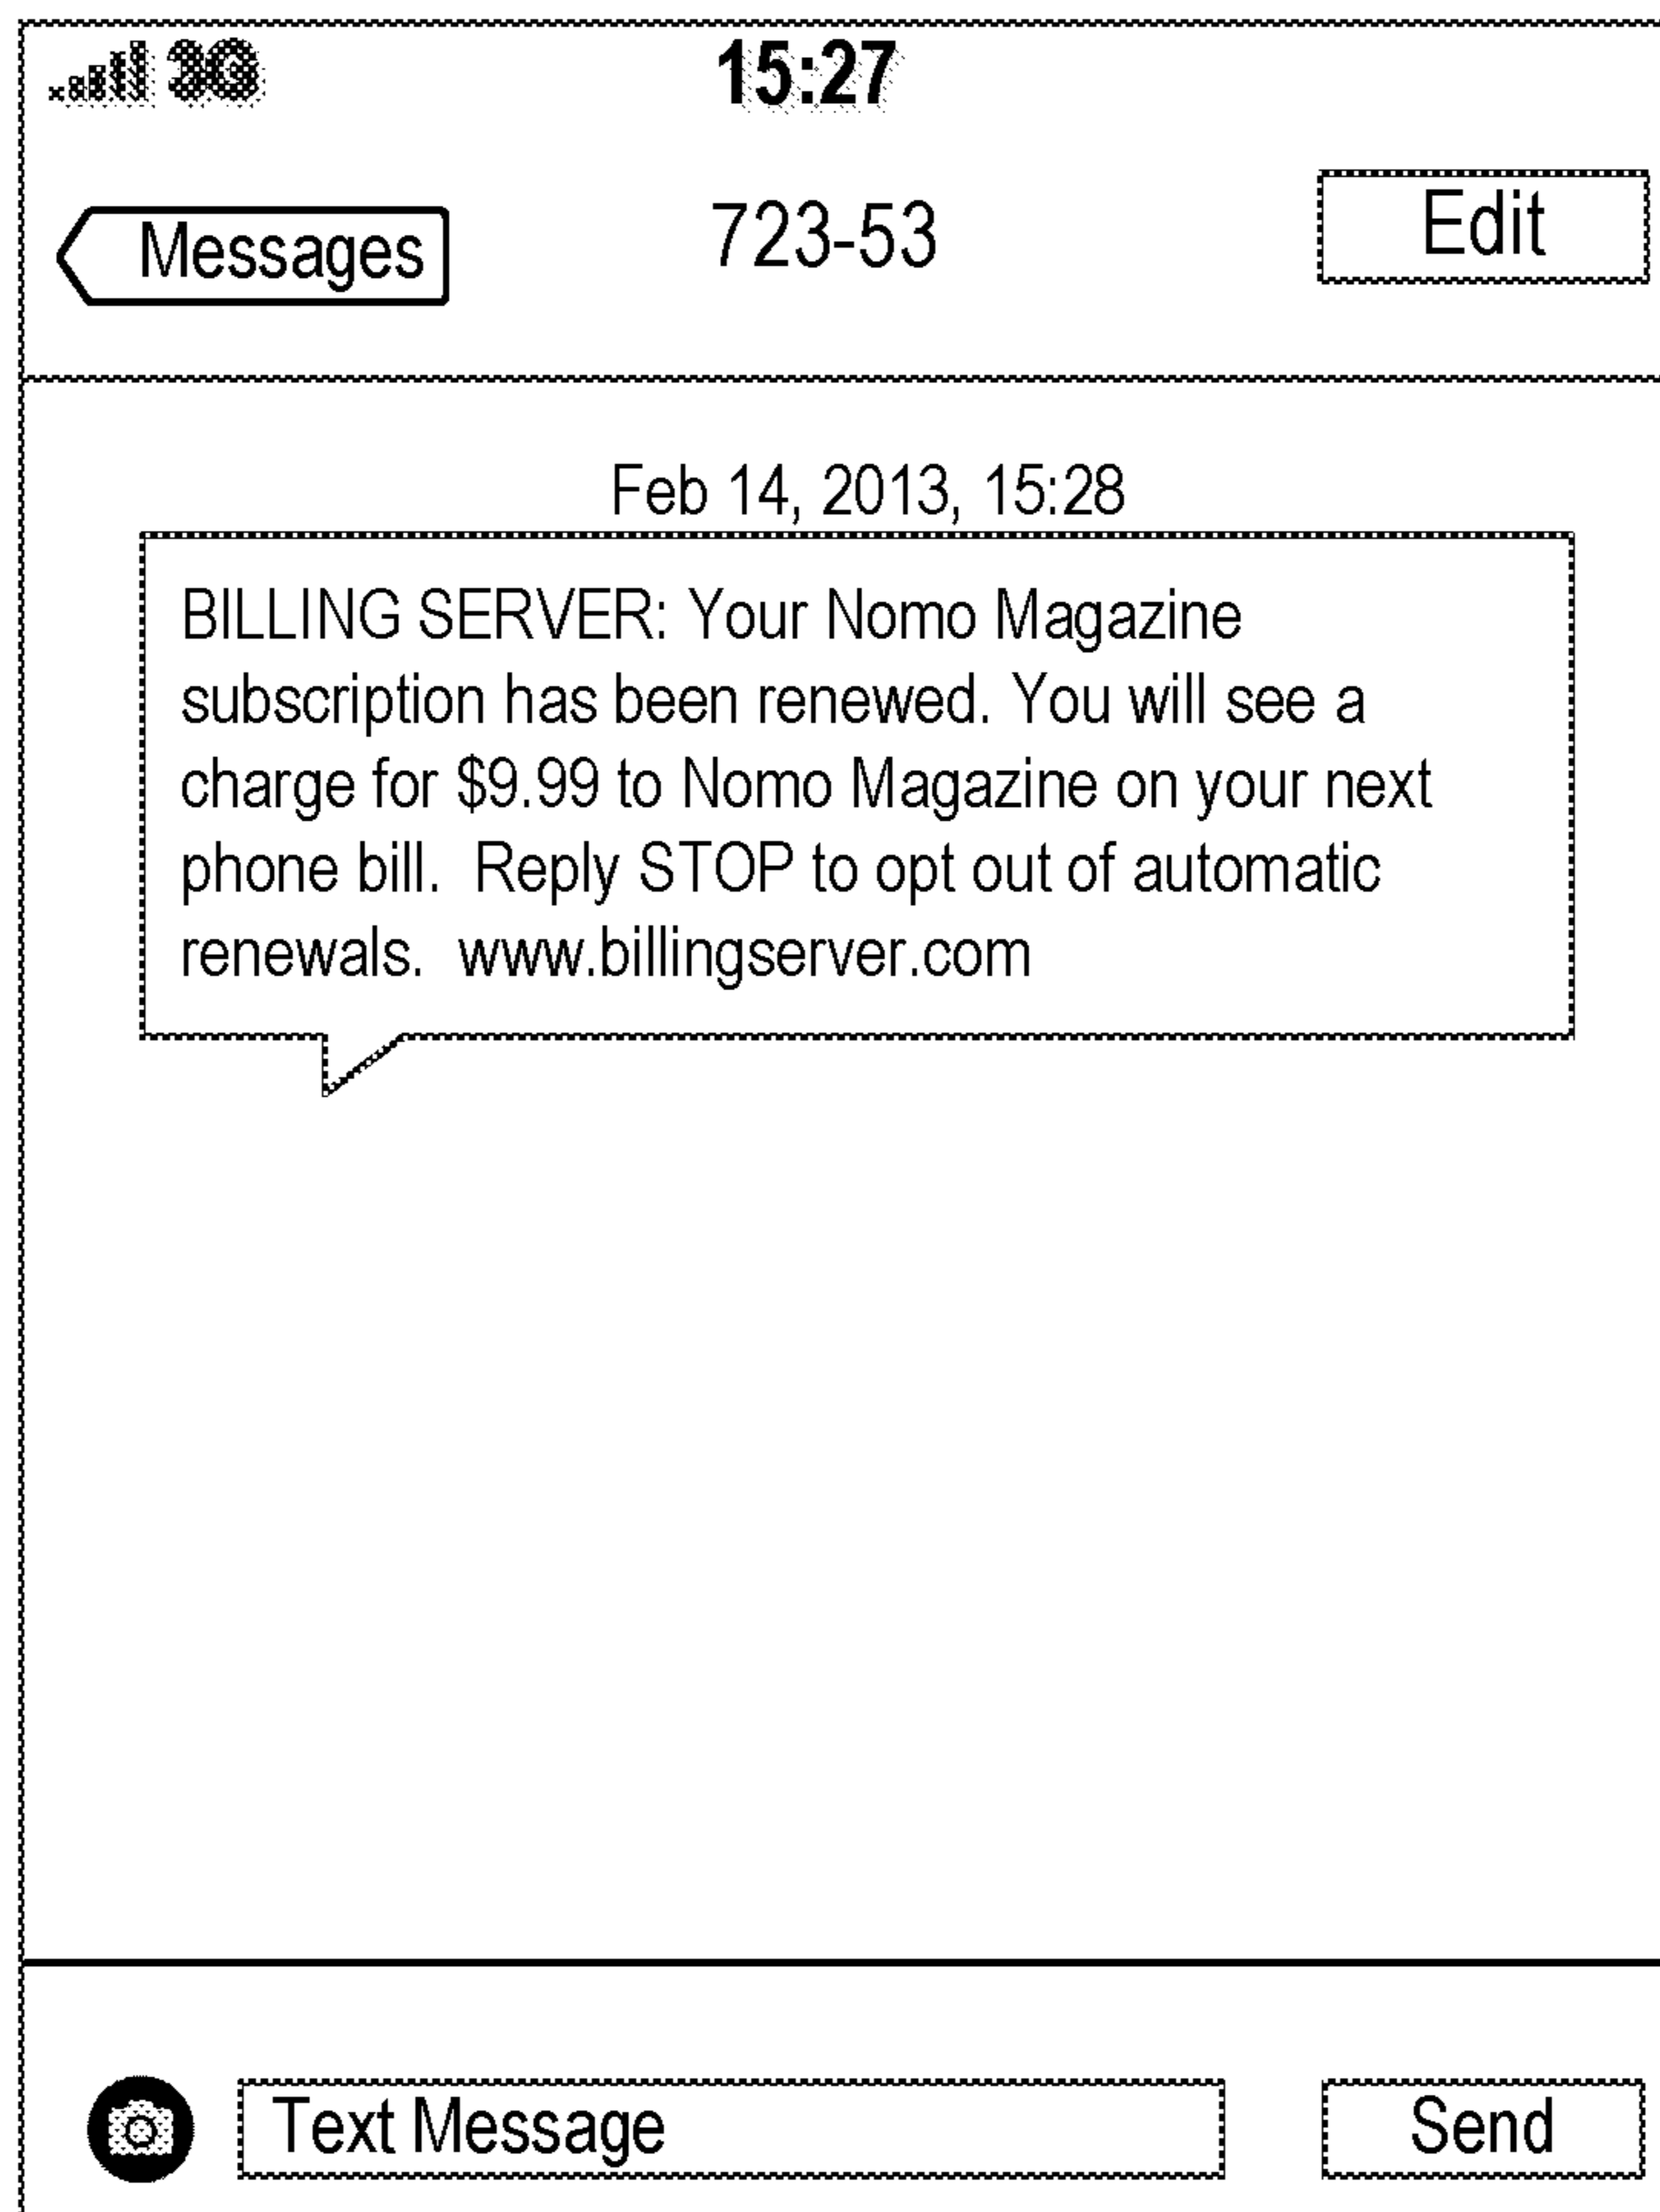 3G 15:27
Messages 723-53 Edit
Feb 14, 2013, 15:28
BILLING SERVER: Your Nomo Magazine
subscription has been renewed. You will see a
charge for $9.99 to Nomo Magazine on your next
phone bill.  Reply STOP to opt out of automatic
renewals.  www.billingserver.com
Text Message Send